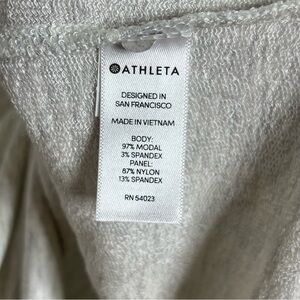 ATHLETA
DESIGNED IN
SAN FRANCISCO
MADE IN VIETNAM
BODY:
97% MODAL
3% SPANDEX
PANEL:
87% NYLON
13% SPANDEX
RN 54023